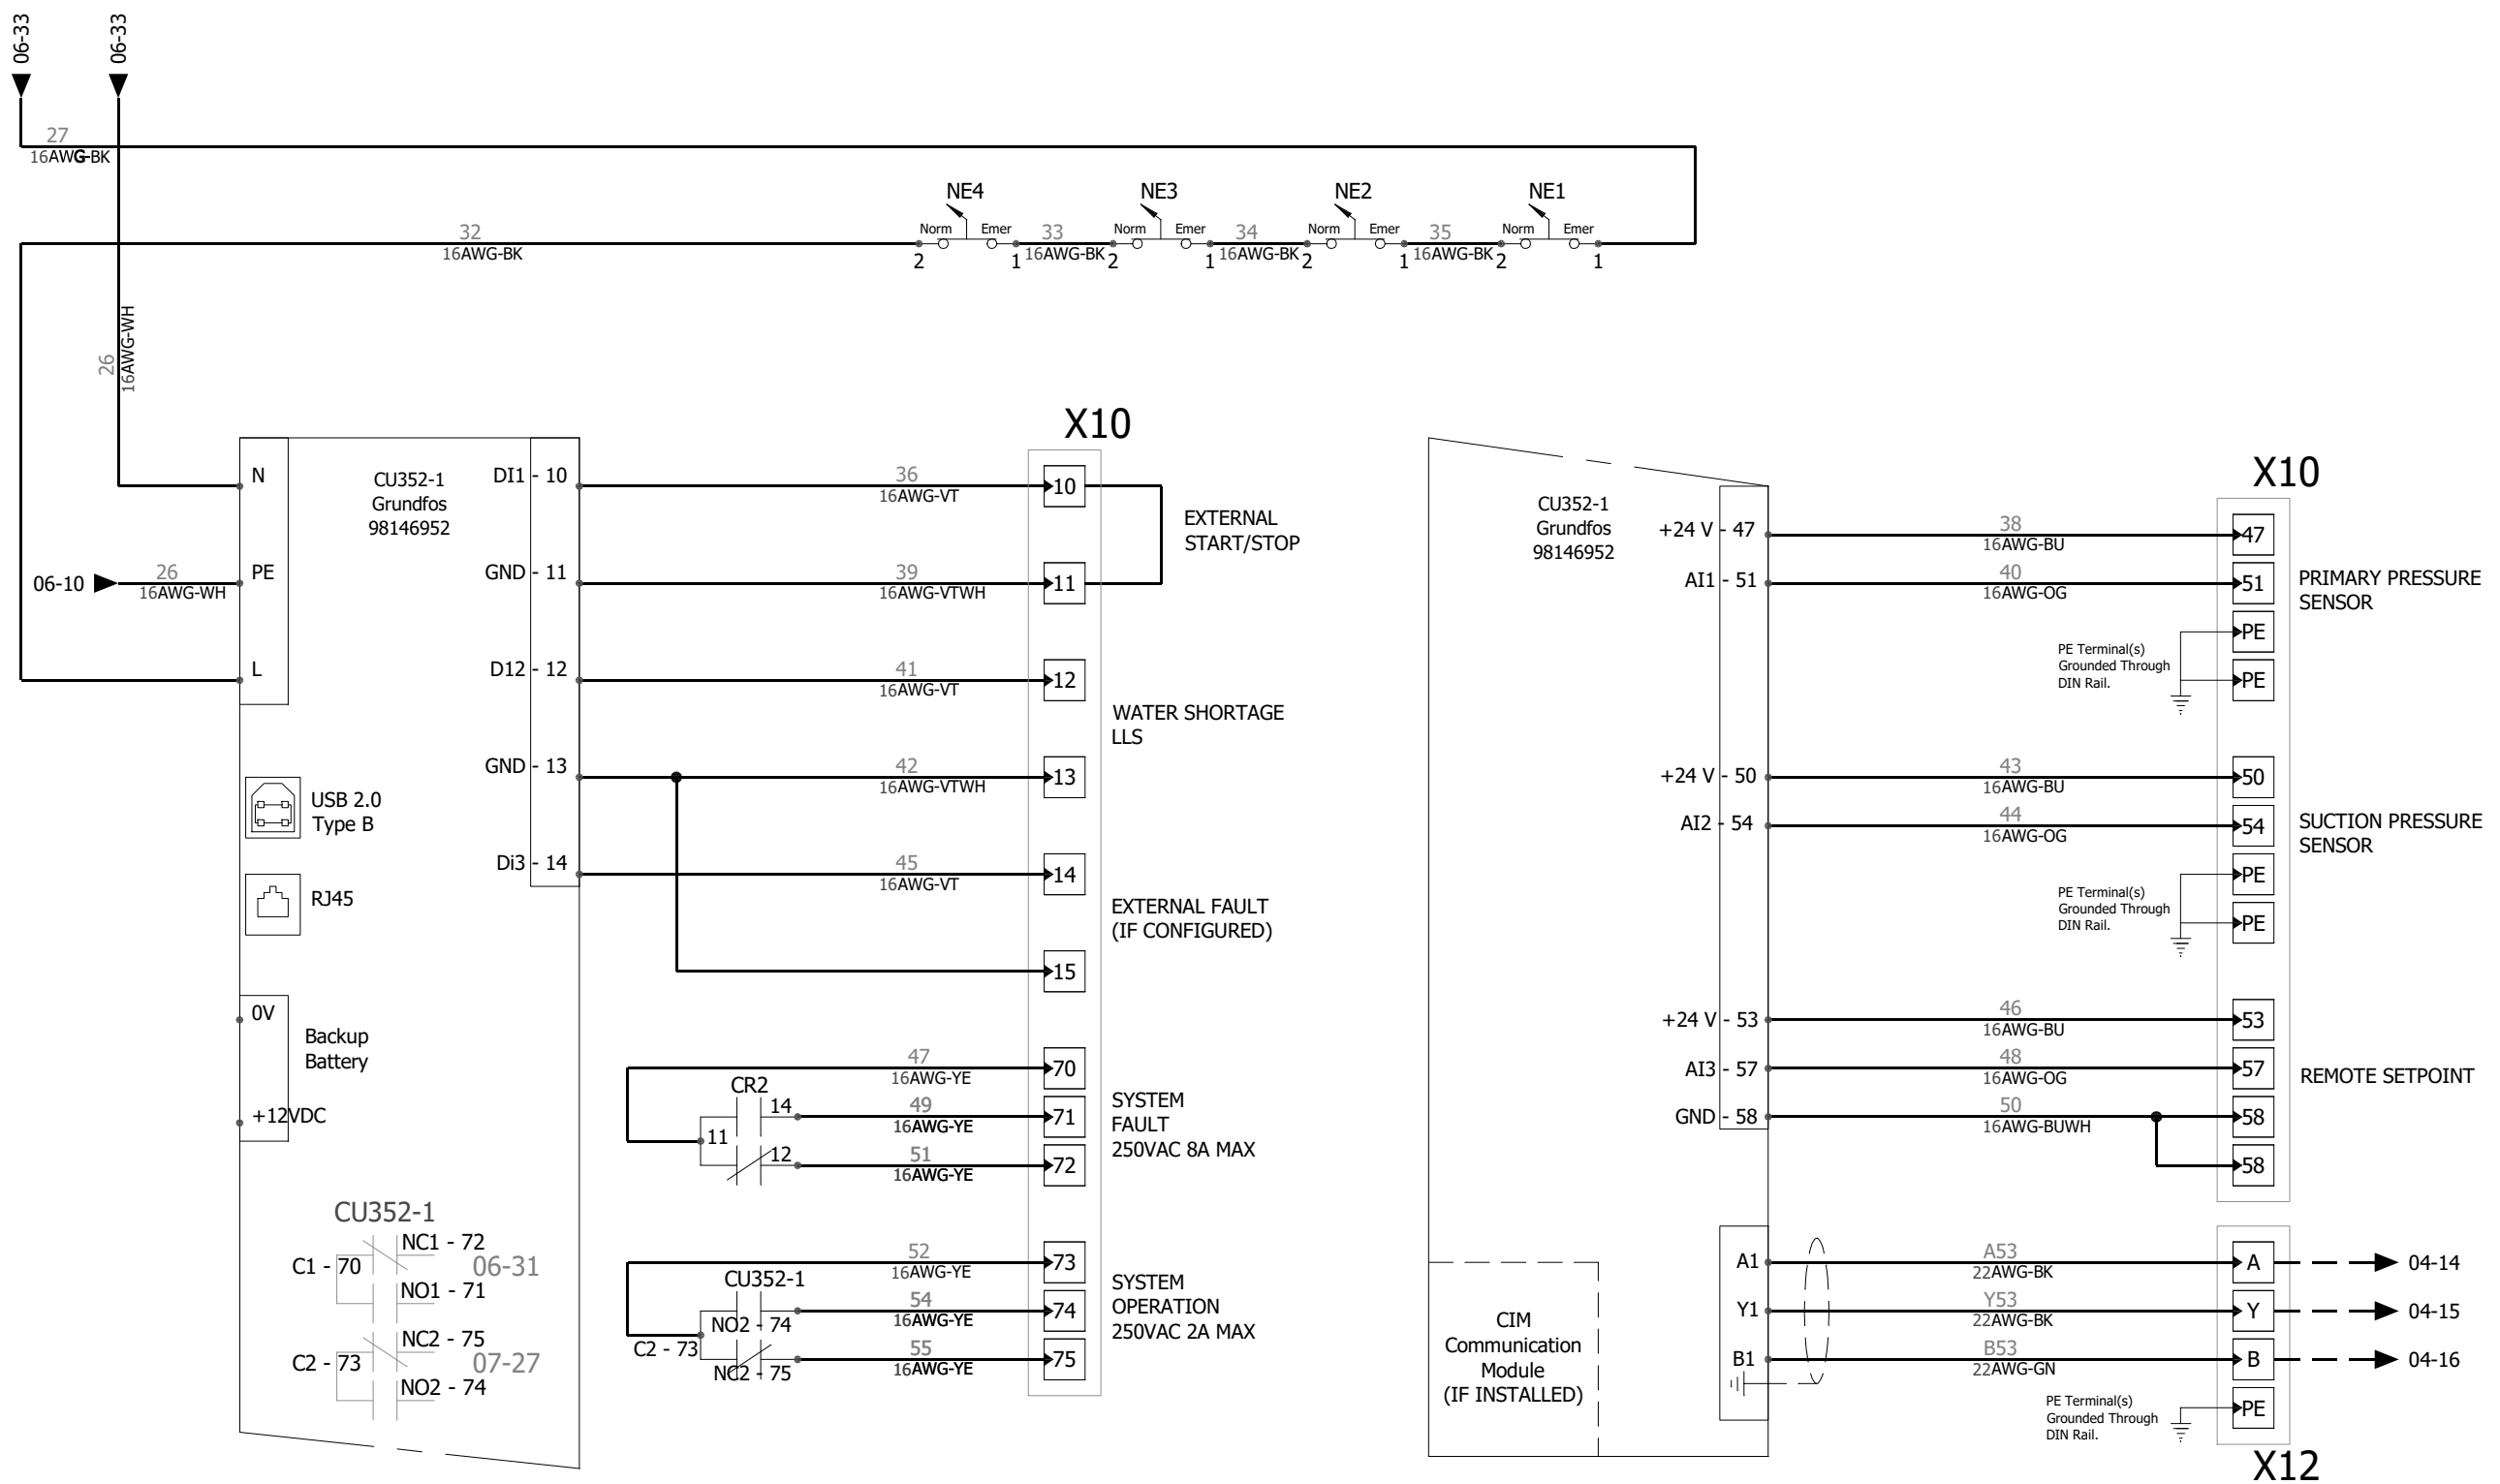 06-33
06-33
27
16AWG-BK
NE4
NE3
NE2
NE1
Norm Emer
Norm Emer
Norm Emer
Norm Emer
32
16AWG-BK
2
1
33
16AWG-BK
2
1
34
16AWG-BK
2
1
35
16AWG-BK
2
1
26
16AWG-WH
X10
N
CU352-1
Grundfos
98146952
DI1 - 10
36
16AWG-VT
10
EXTERNAL
START/STOP
06-10
26
16AWG-WH
PE
GND - 11
39
16AWG-VTWH
11
L
D12 - 12
41
16AWG-VT
12
WATER SHORTAGE
LLS
GND - 13
42
16AWG-VTWH
13
USB 2.0
Type B
Di3 - 14
45
16AWG-VT
14
RJ45
EXTERNAL FAULT
(IF CONFIGURED)
15
0V
Backup
Battery
+12VDC
47
16AWG-YE
70
CR2
14
49
16AWG-YE
71
11
12
51
16AWG-YE
72
SYSTEM
FAULT
250VAC 8A MAX
CU352-1
NC1 - 72
C1 - 70
06-31
NO1 - 71
NC2 - 75
C2 - 73
07-27
NO2 - 74
52
16AWG-YE
73
CU352-1
54
16AWG-YE
74
NO2 - 74
C2 - 73
55
16AWG-YE
75
NC2 - 75
SYSTEM
OPERATION
250VAC 2A MAX
X10
CU352-1
Grundfos
98146952
+24 V - 47
38
16AWG-BU
47
AI1 - 51
40
16AWG-OG
51
PRIMARY PRESSURE
SENSOR
PE
PE
PE Terminal(s)
Grounded Through
DIN Rail.
+24 V - 50
43
16AWG-BU
50
AI2 - 54
44
16AWG-OG
54
SUCTION PRESSURE
SENSOR
PE
PE
PE Terminal(s)
Grounded Through
DIN Rail.
+24 V - 53
46
16AWG-BU
53
AI3 - 57
48
16AWG-OG
57
REMOTE SETPOINT
GND - 58
50
16AWG-BUWH
58
58
A1
A53
22AWG-BK
A
04-14
Y1
Y53
22AWG-BK
Y
04-15
B1
B53
22AWG-GN
B
04-16
CIM
Communication
Module
(IF INSTALLED)
PE Terminal(s)
Grounded Through
DIN Rail.
PE
X12